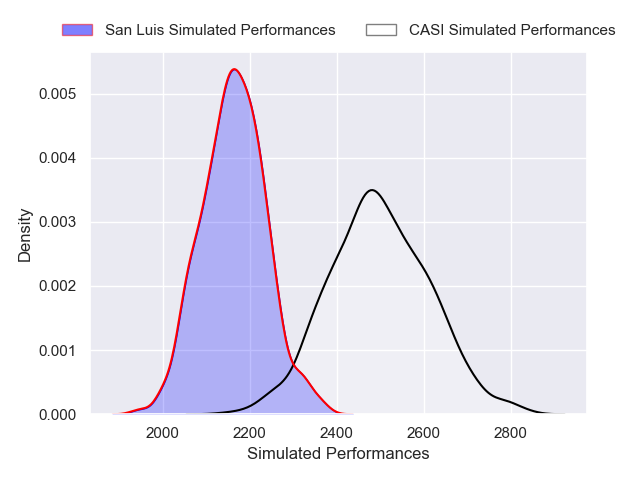 San Luis Simulated Performances CASI Simulated Performances
0.005
0.004
0.003
0.002
0.001
0.000
Density
2000 2200 2400 2600 2800
Simulated Performances